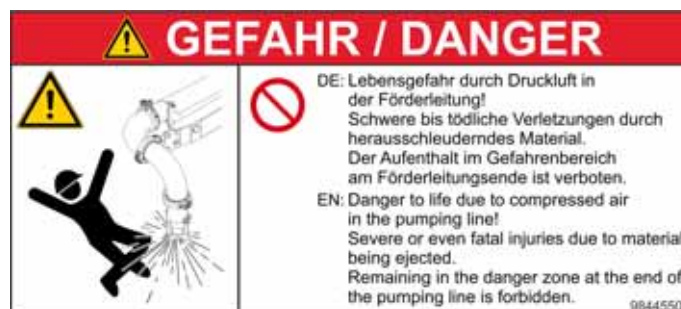 GEFAHR / DANGER
DE: Lebensgefahr durch Druckluft in
der Förderleitung!
Schwere bis tödliche Verletzungen durch
herausschleuderndes Material.
Der Aufenthalt im Gefahrenbereich
am Förderleitungsende ist verboten.
EN: Danger to life due to compressed air
in the pumping line!
Severe or even fatal injuries due to material
being ejected.
Remaining in the danger zone at the end of
the pumping line is forbidden.
9844550